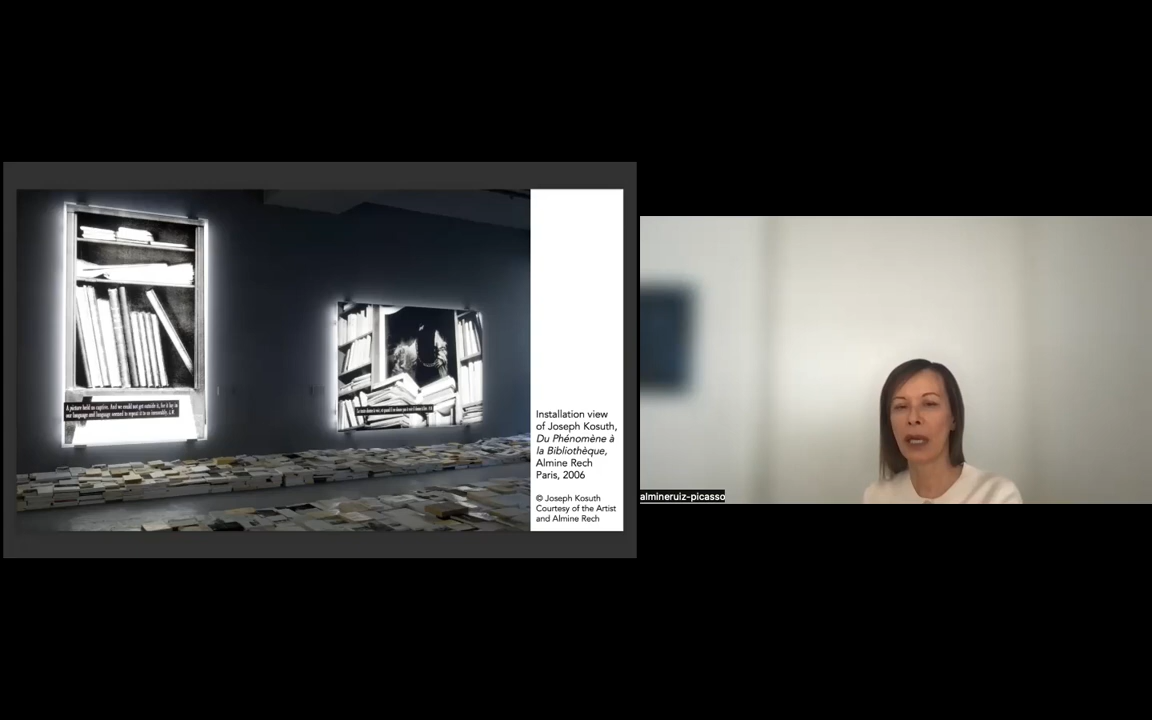 A picture held us captive. And we could not get outside it, for it lay in
our language and language seemed to repeat it to us inexorably. L.W.
Installation view
of Joseph Kosuth,
Du Phénomène à
la Bibliothèque,
Almine Rech
Paris, 2006
© Joseph Kosuth
Courtesy of the Artist
and Almine Rech
almineruiz-picasso